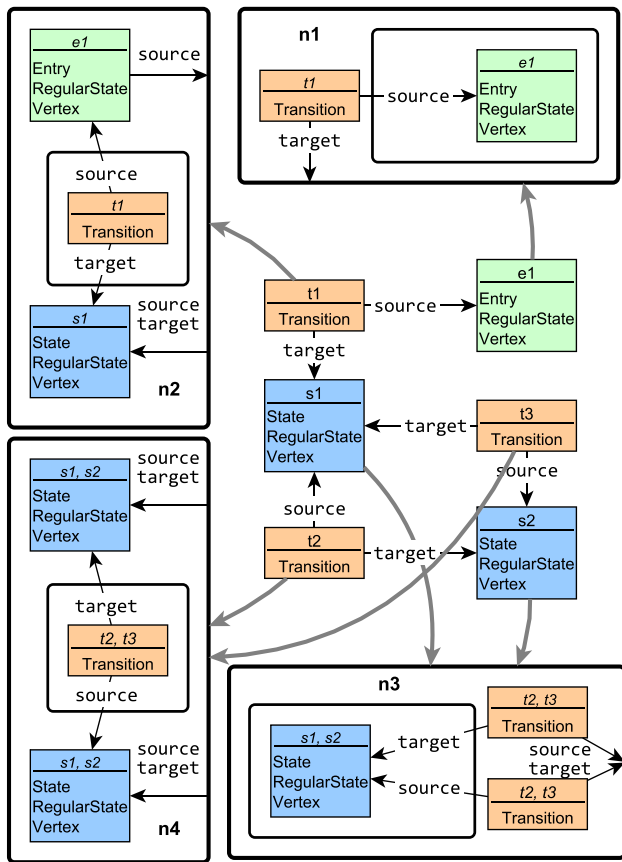 e1
Entry
RegularState
Vertex
source
source
t1
Transition
target
s1
State
RegularState
Vertex
source
target
n2
n1
t1
Transition
source
target
e1
Entry
RegularState
Vertex
t1
Transition
source
target
e1
Entry
RegularState
Vertex
s1
State
RegularState
Vertex
target
t3
Transition
source
source
t2
Transition
target
s2
State
RegularState
Vertex
s1, s2
State
RegularState
Vertex
source
target
target
t2, t3
Transition
source
s1, s2
State
RegularState
Vertex
source
target
n4
n3
s1, s2
State
RegularState
Vertex
target
source
t2, t3
Transition
source
target
t2, t3
Transition